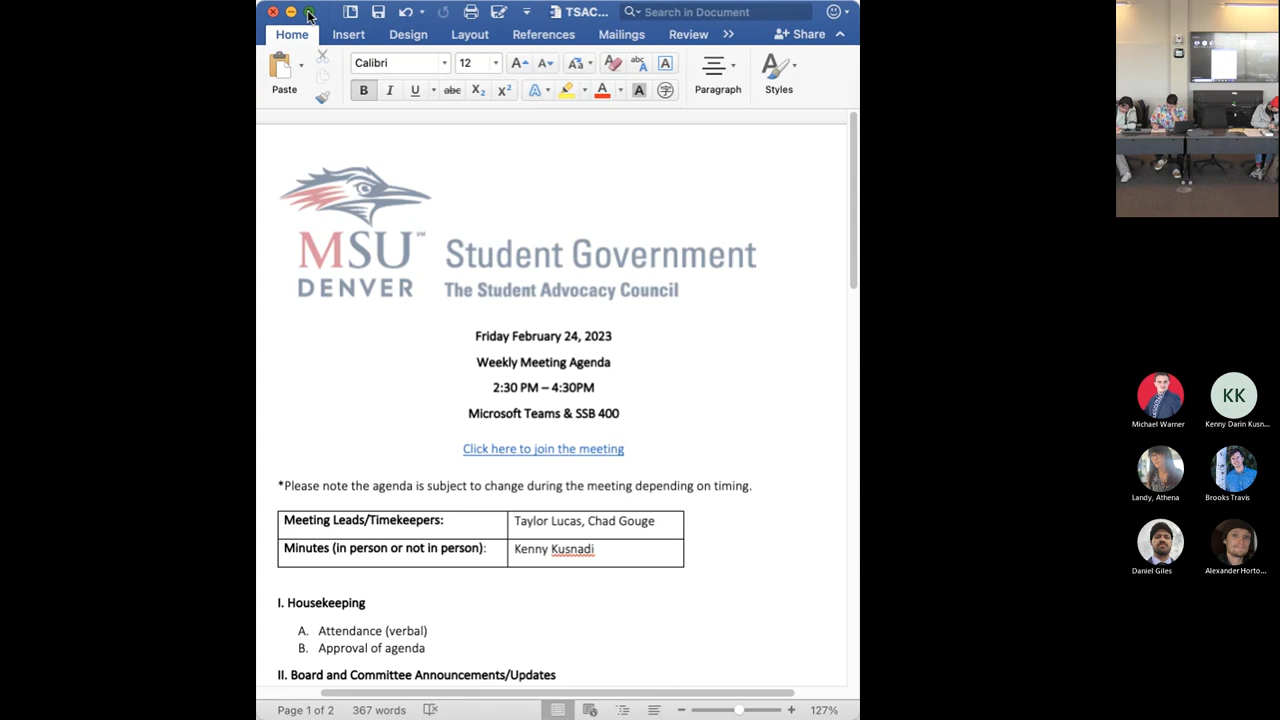 TSAC...
Search in Document
Home
Insert
Design
Layout
References
Mailings
Review
Share
Paste
Calibri
12
Paragraph
Styles
MSU
DENVER
Student Government
The Student Advocacy Council
Friday February 24, 2023
Weekly Meeting Agenda
2:30 PM – 4:30PM
Microsoft Teams & SSB 400
Click here to join the meeting
*Please note the agenda is subject to change during the meeting depending on timing.
Meeting Leads/Timekeepers: Taylor Lucas, Chad Gouge
Minutes (in person or not in person): Kenny Kusnadi
I. Housekeeping
A. Attendance (verbal)
B. Approval of agenda
II. Board and Committee Announcements/Updates
Page 1 of 2
367 words
127%
Michael Warner
KK
Kenny Darin Kusn...
Landy, Athena
Brooks Travis
Daniel Giles
Alexander Horto...